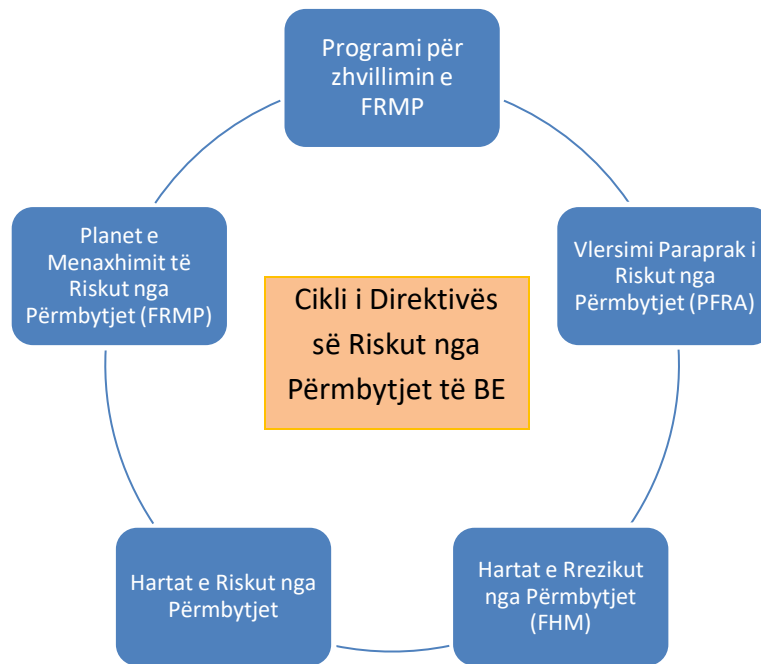 Programi për
zhvillimin e
FRMP
Planet e
Menaxhimit të
Riskut nga
Përmbytjet (FRMP)
Vlersimi Paraprak i
Riskut nga
Përmbytjet (PFRA)
Cikli i Direktivës
së Riskut nga
Përmbytjet të BE
Hartat e Riskut nga
Përmbytjet
Hartat e Rrezikut
nga Përmbytjet
(FHM)